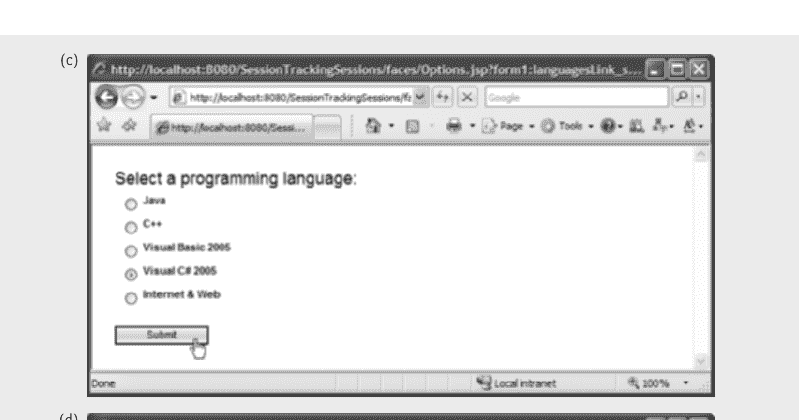 (c)
http://localhost:8080/SessionTrackingSessions/faces/Options.jsp?form1:languagesLink_s...
http://localhost:8080/SessionTrackingSessions/fa
Google
http://localhost:8080/Sessi...
Page
Tools
Select a programming language:
Java
C++
Visual Basic 2005
Visual C# 2005
Internet & Web
Submit
Done
Local intranet
100%
(d)